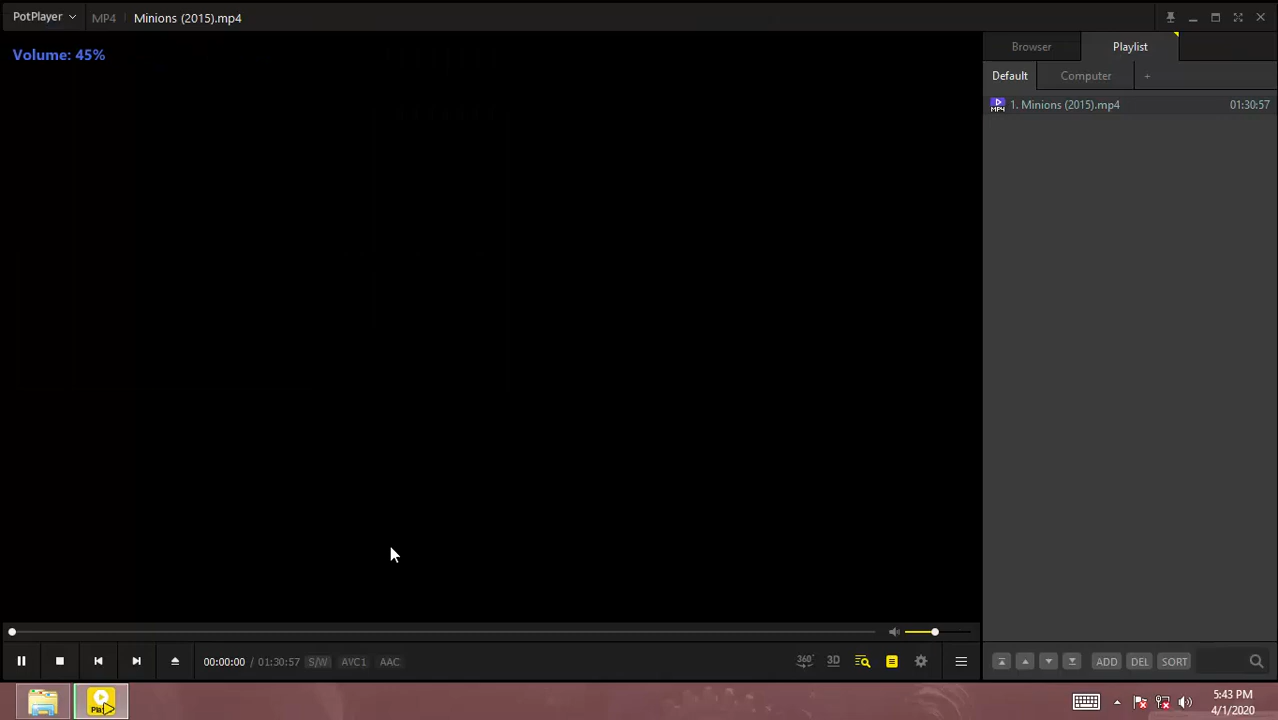 PotPlayer MP4 Minions (2015).mp4
Volume: 45%
Browser Playlist
Default Computer +
1. Minions (2015).mp4 01:30:57
00:00:00 / 01:30:57 S/W AVC1 AAC
360° 3D
ADD DEL SORT
5:43 PM
4/1/2020